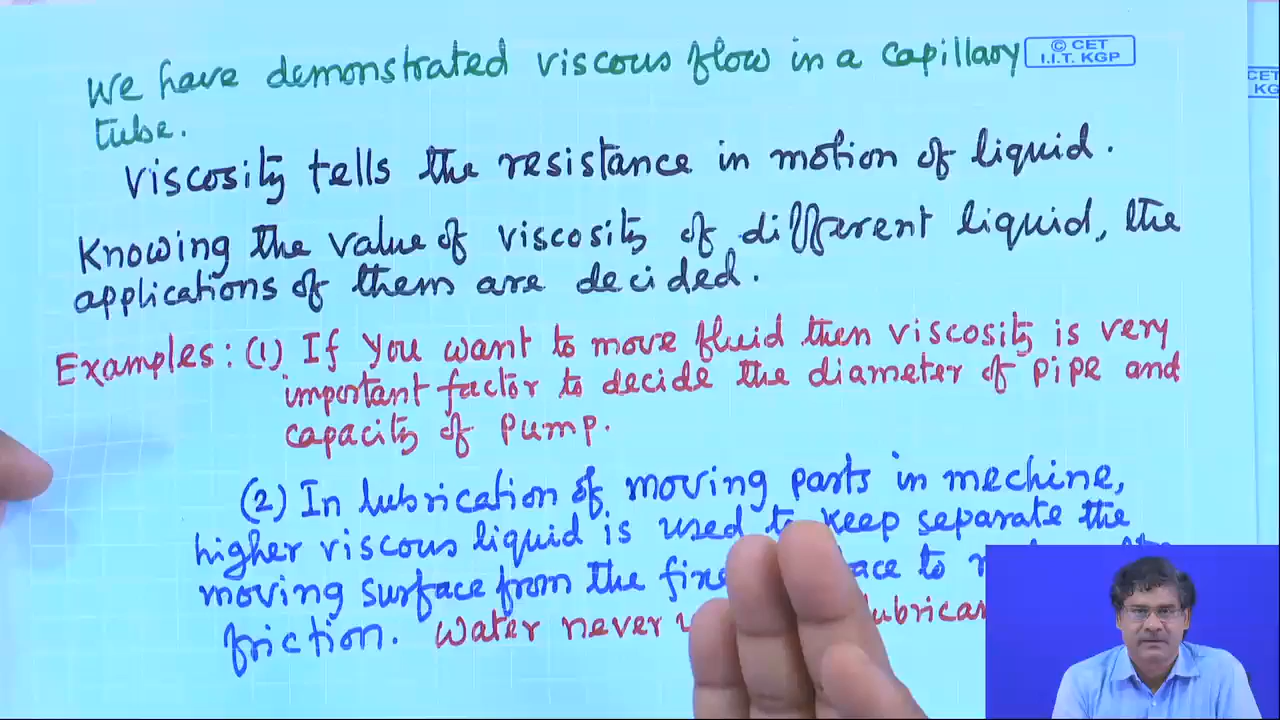 We have demonstrated viscous flow in a capillary
tube.
© CET
I.I.T. KGP
CET
KG
Viscosity tells the resistance in motion of liquid.
Knowing the value of viscosity of different liquid, the
applications of them are decided.
Examples: (1) If you want to move fluid then viscosity is very
important factor to decide the diameter of pipe and
capacity of pump.
(2) In lubrication of moving parts in mechine,
higher viscous liquid is used to keep separate the
moving surface from the to
friction. Water never